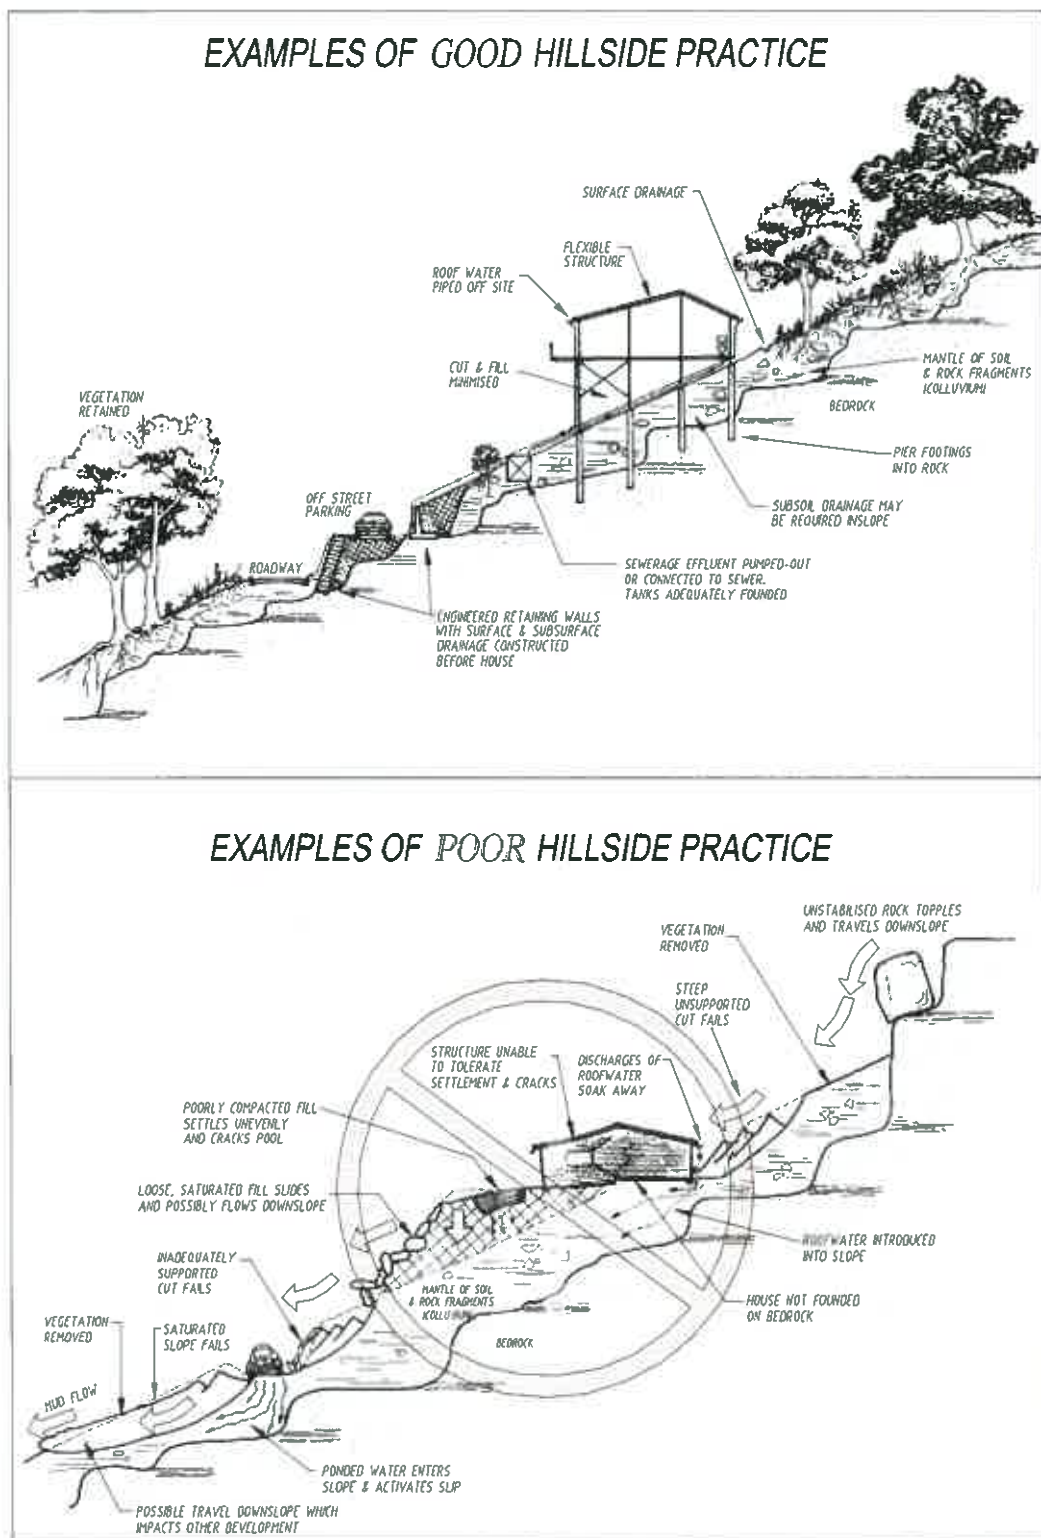 EXAMPLES OF GOOD HILLSIDE PRACTICE
SURFACE DRAINAGE
FLEXIBLE
STRUCTURE
ROOF WATER
PIPED OFF SITE
CUT & FILL
MINIMISED
MANTLE OF SOIL
& ROCK FRAGMENTS
(COLLUVIUM)
BEDROCK
VEGETATION
RETAINED
PIER FOOTINGS
INTO ROCK
OFF STREET
PARKING
SUBSOIL DRAINAGE MAY
BE REQUIRED INSLOPE
ROADWAY
SEWERAGE EFFLUENT PUMPED-OUT
OR CONNECTED TO SEWER.
TANKS ADEQUATELY FOUNDED
ENGINEERED RETAINING WALLS
WITH SURFACE & SUBSURFACE
DRAINAGE CONSTRUCTED
BEFORE HOUSE
EXAMPLES OF POOR HILLSIDE PRACTICE
UNSTABILISED ROCK TOPPLES
AND TRAVELS DOWNSLOPE
VEGETATION
REMOVED
STEEP
UNSUPPORTED
CUT FAILS
STRUCTURE UNABLE
TO TOLERATE
SETTLEMENT & CRACKS
DISCHARGES OF
ROOFWATER
SOAK AWAY
POORLY COMPACTED FILL
SETTLES UNEVENLY
AND CRACKS POOL
LOOSE, SATURATED FILL SLIDES
AND POSSIBLY FLOWS DOWNSLOPE
ROOFWATER INTRODUCED
INTO SLOPE
INADEQUATELY
SUPPORTED
CUT FAILS
MANTLE OF SOIL
& ROCK FRAGMENTS
(COLLUVIUM)
HOUSE NOT FOUNDED
ON BEDROCK
BEDROCK
VEGETATION
REMOVED
SATURATED
SLOPE FAILS
MUD FLOW
PONDED WATER ENTERS
SLOPE & ACTIVATES SLIP
POSSIBLE TRAVEL DOWNSLOPE WHICH
IMPACTS OTHER DEVELOPMENT